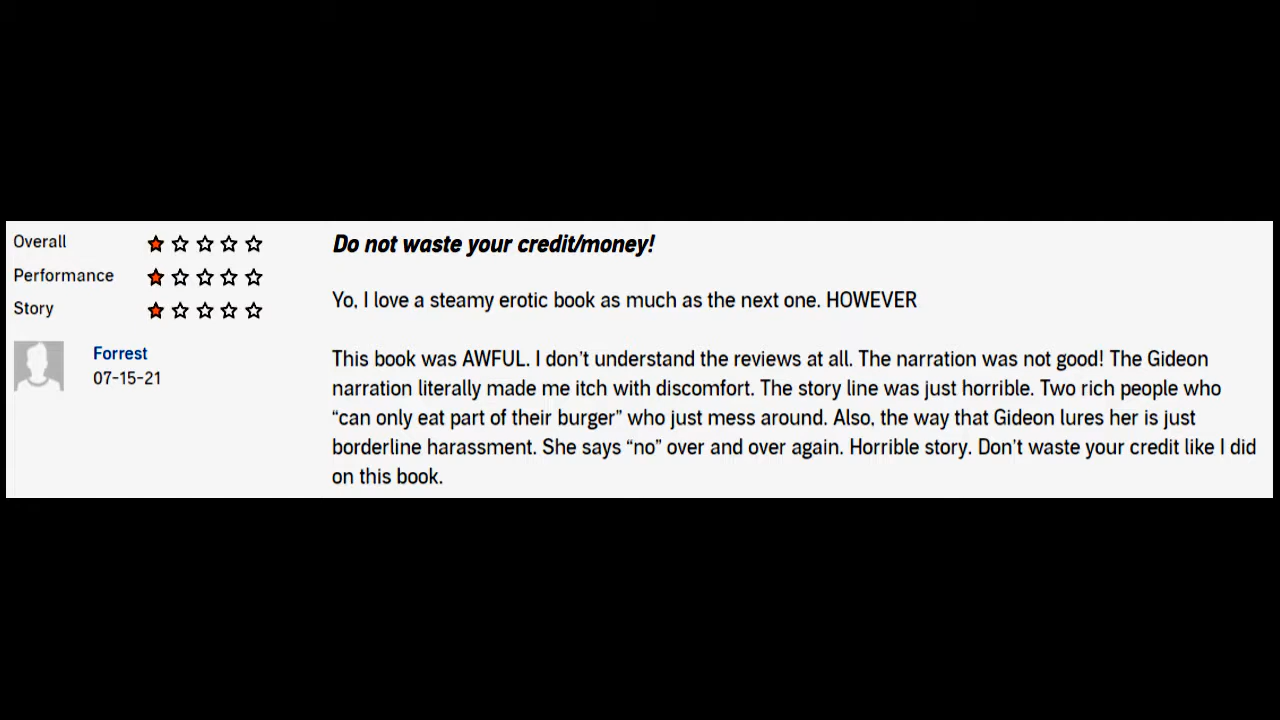 Overall
Performance
Story
Forrest
07-15-21
Do not waste your credit/money!
Yo, I love a steamy erotic book as much as the next one. HOWEVER
This book was AWFUL. I don’t understand the reviews at all. The narration was not good! The Gideon
narration literally made me itch with discomfort. The story line was just horrible. Two rich people who
“can only eat part of their burger” who just mess around. Also, the way that Gideon lures her is just
borderline harassment. She says “no” over and over again. Horrible story. Don’t waste your credit like I did
on this book.